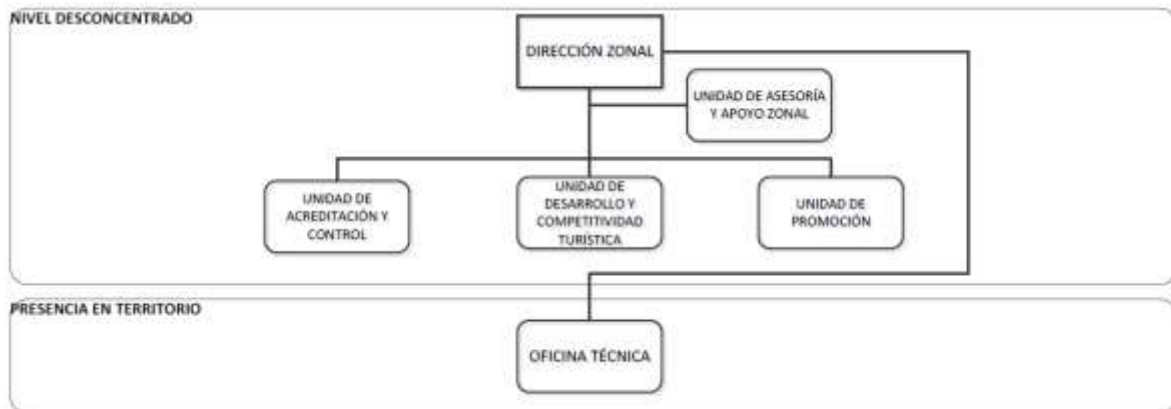 NIVEL DESCONCENTRADO
DIRECCIÓN ZONAL
UNIDAD DE ASESORÍA
Y APOYO ZONAL
UNIDAD DE
ACREDITACIÓN Y
CONTROL
UNIDAD DE
DESARROLLO Y
COMPETITIVIDAD
TURÍSTICA
UNIDAD DE
PROMOCIÓN
PRESENCIA EN TERRITORIO
OFICINA TÉCNICA